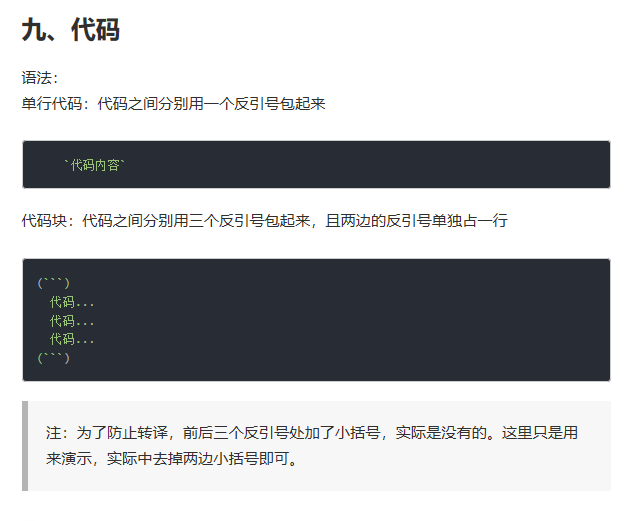 九、代码
语法：
单行代码：代码之间分别用一个反引号包起来
`代码内容`
代码块：代码之间分别用三个反引号包起来，且两边的反引号单独占一行
(```)
代码...
代码...
代码...
(```)
注：为了防止转译，前后三个反引号处加了小括号，实际是没有的。这里只是用
来演示，实际中去掉两边小括号即可。